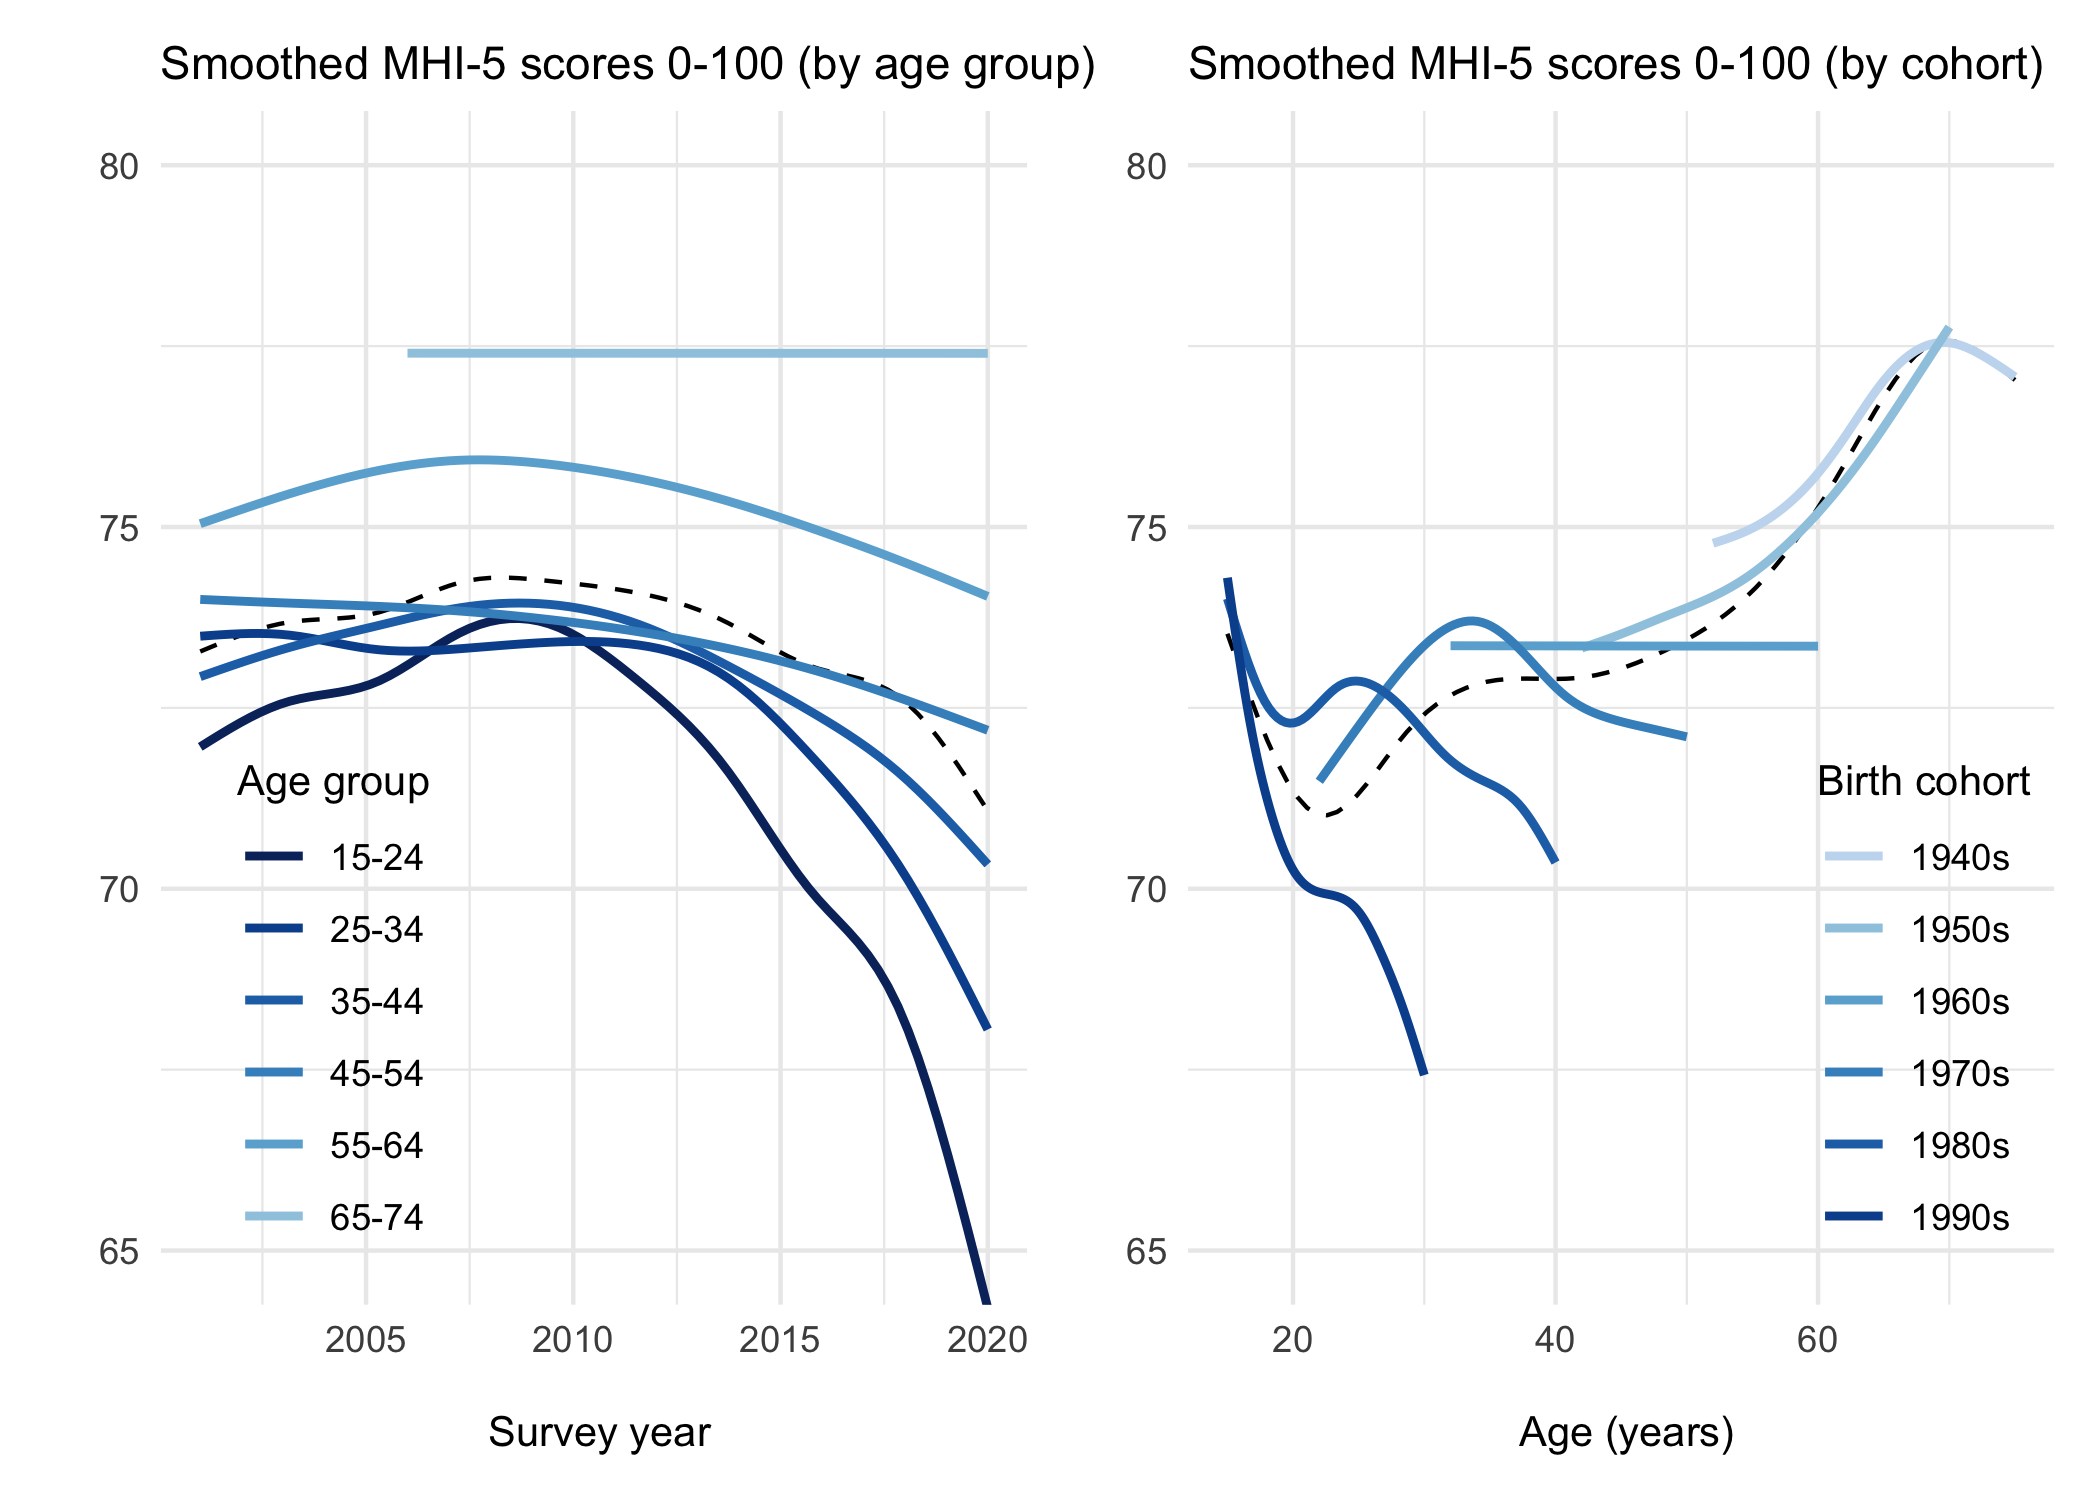 Smoothed MHI-5 scores 0-100 (by age group)
80
75
70
65
Age group
15-24
25-34
35-44
45-54
55-64
65-74
2005 2010 2015 2020
Survey year
Smoothed MHI-5 scores 0-100 (by cohort)
80
75
70
65
Birth cohort
1940s
1950s
1960s
1970s
1980s
1990s
20 40 60
Age (years)